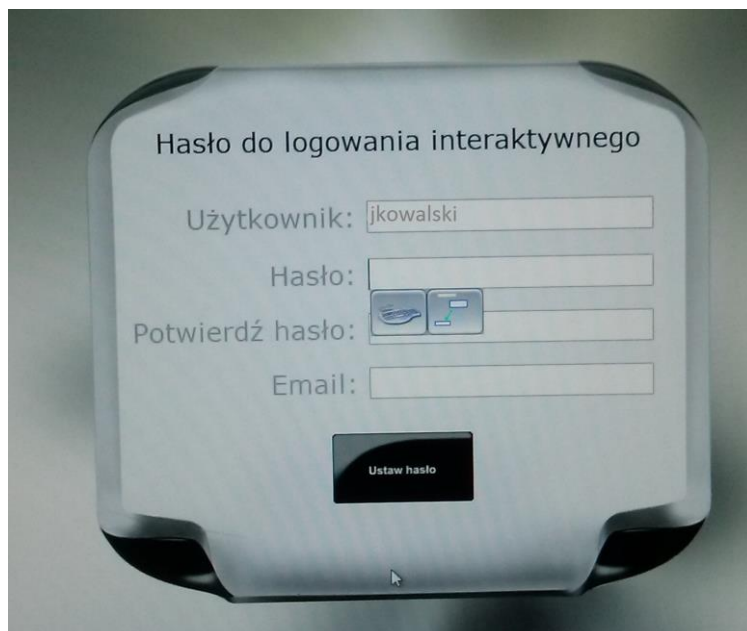 Hasło do logowania interaktywnego
Użytkownik: jkowalski
Hasło:
Potwierdź hasło:
Email:
Ustaw hasło